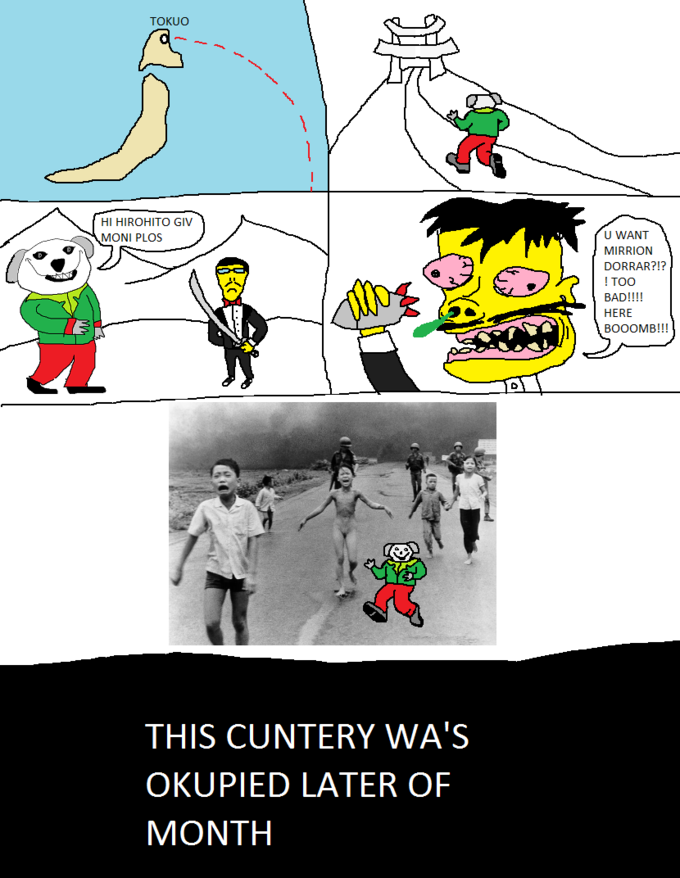 TOKUO
HI HIROHITO GIV
MONI PLOS
U WANT
MIRRION
DORRAR?!?
! TOO
BAD!!!!
HERE
BOOOMB!!!
THIS CUNTERY WA'S
OKUPIED LATER OF
MONTH